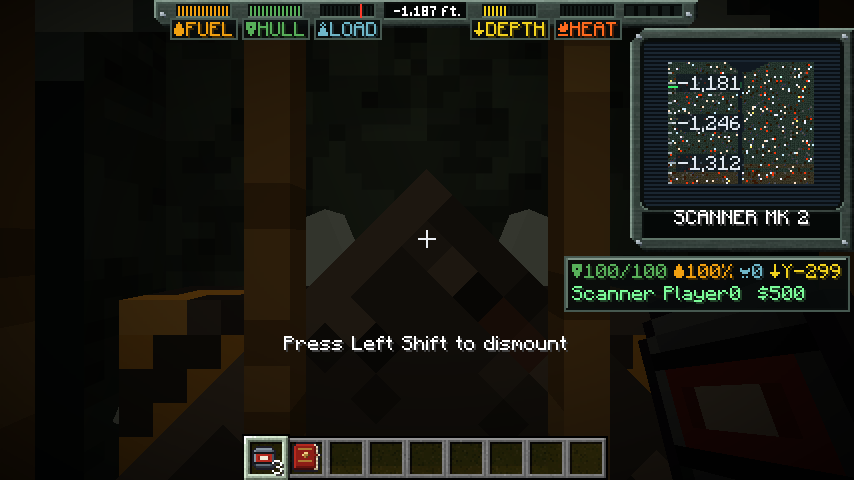 -1,187 ft.
FUEL HULL LOAD DEPTH HEAT
-1,181
-1,246
-1,312
SCANNER MK 2
100/100 100% 0 Y-299
Scanner Player0 $500
Press Left Shift to dismount
3